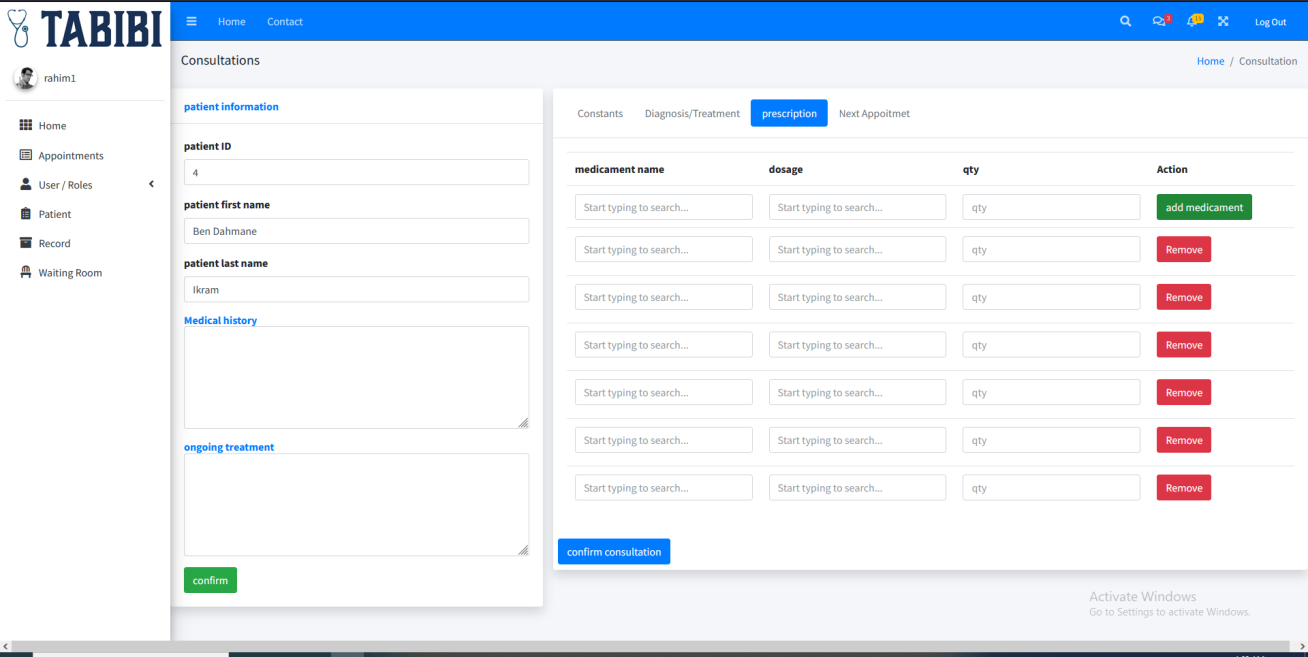 TABIBI
Home Contact
3 15 Log Out
rahim1
Home
Appointments
User / Roles
Patient
Record
Waiting Room
Consultations
Home / Consultation
patient information
patient ID
4
patient first name
Ben Dahmane
patient last name
Ikram
Medical history
ongoing treatment
confirm
Constants Diagnosis/Treatment prescription Next Appoitmet
medicament name dosage qty Action
Start typing to search... Start typing to search... qty add medicament
Start typing to search... Start typing to search... qty Remove
Start typing to search... Start typing to search... qty Remove
Start typing to search... Start typing to search... qty Remove
Start typing to search... Start typing to search... qty Remove
Start typing to search... Start typing to search... qty Remove
Start typing to search... Start typing to search... qty Remove
confirm consultation
Activate Windows
Go to Settings to activate Windows.